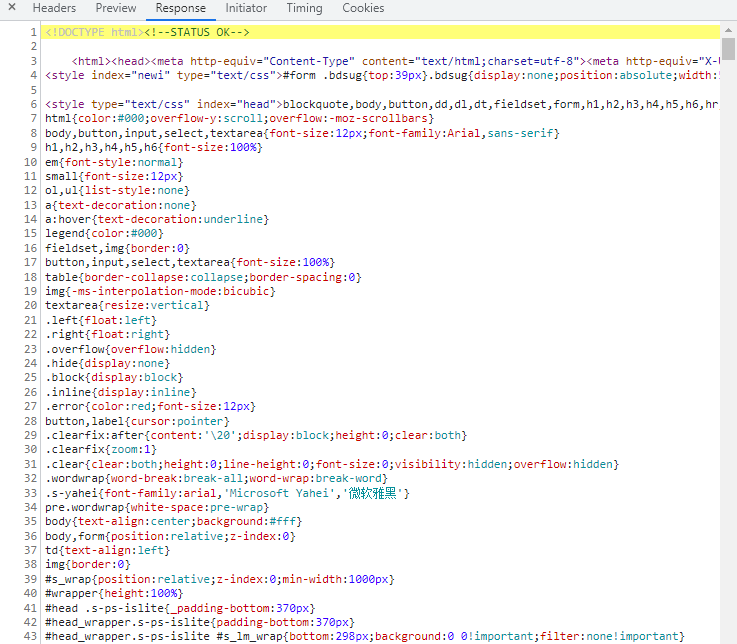 × Headers Preview Response Initiator Timing Cookies
1 <!DOCTYPE html><!--STATUS OK-->
2
3 <html><head><meta http-equiv="Content-Type" content="text/html;charset=utf-8"><meta http-equiv="X-U
4 <style index="newi" type="text/css">#form .bdsug{top:39px}.bdsug{display:none;position:absolute;width:
5
6 <style type="text/css" index="head">blockquote,body,button,dd,dl,dt,fieldset,form,h1,h2,h3,h4,h5,h6,hr
7 html{color:#000;overflow-y:scroll;overflow:-moz-scrollbars}
8 body,button,input,select,textarea{font-size:12px;font-family:Arial,sans-serif}
9 h1,h2,h3,h4,h5,h6{font-size:100%}
10 em{font-style:normal}
11 small{font-size:12px}
12 ol,ul{list-style:none}
13 a{text-decoration:none}
14 a:hover{text-decoration:underline}
15 legend{color:#000}
16 fieldset,img{border:0}
17 button,input,select,textarea{font-size:100%}
18 table{border-collapse:collapse;border-spacing:0}
19 img{-ms-interpolation-mode:bicubic}
20 textarea{resize:vertical}
21 .left{float:left}
22 .right{float:right}
23 .overflow{overflow:hidden}
24 .hide{display:none}
25 .block{display:block}
26 .inline{display:inline}
27 .error{color:red;font-size:12px}
28 button,label{cursor:pointer}
29 .clearfix:after{content:'\20';display:block;height:0;clear:both}
30 .clearfix{zoom:1}
31 .clear{clear:both;height:0;line-height:0;font-size:0;visibility:hidden;overflow:hidden}
32 .wordwrap{word-break:break-all;word-wrap:break-word}
33 .s-yahei{font-family:arial,'Microsoft Yahei','微软雅黑'}
34 pre.wordwrap{white-space:pre-wrap}
35 body{text-align:center;background:#fff}
36 body,form{position:relative;z-index:0}
37 td{text-align:left}
38 img{border:0}
39 #s_wrap{position:relative;z-index:0;min-width:1000px}
40 #wrapper{height:100%}
41 #head .s-ps-islite{_padding-bottom:370px}
42 #head_wrapper.s-ps-islite{padding-bottom:370px}
43 #head_wrapper.s-ps-islite #s_lm_wrap{bottom:298px;background:0 0!important;filter:none!important}